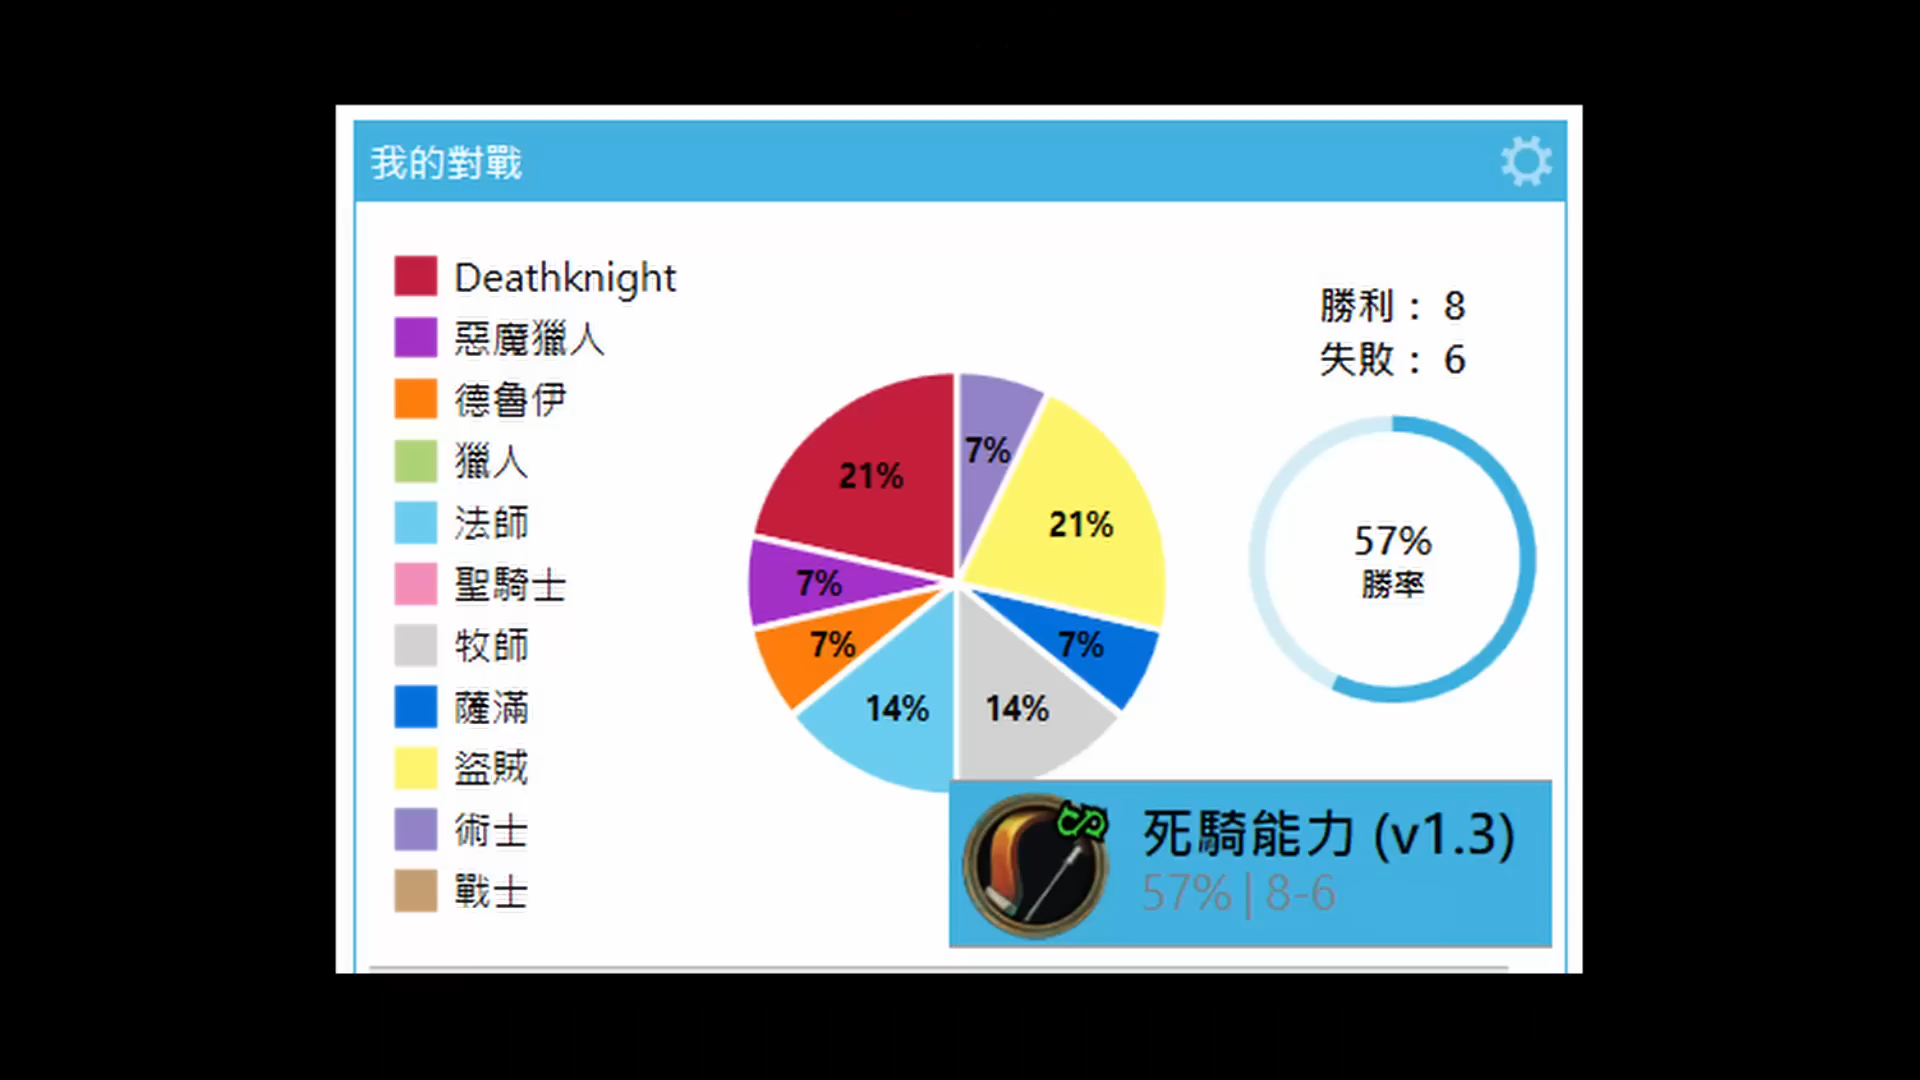 我的對戰
Deathknight
惡魔獵人
德魯伊
獵人
法師
聖騎士
牧師
薩滿
盜賊
術士
戰士
7%
21%
21%
7%
7%
7%
14%
14%
勝利： 8
失敗： 6
57%
勝率
死騎能力 (v1.3)
57% | 8-6